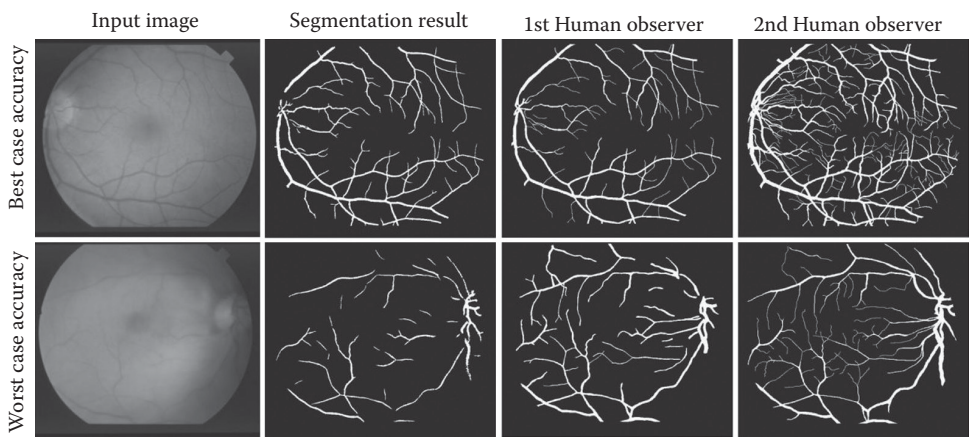 Input image
Segmentation result
1st Human observer
2nd Human observer
Best case accuracy
Worst case accuracy